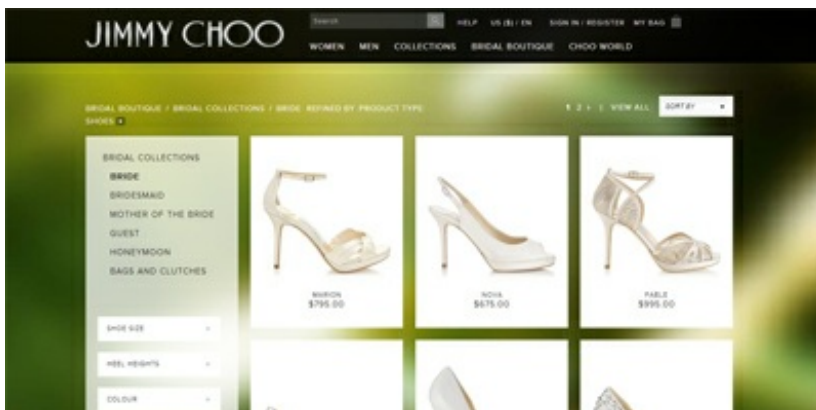 JIMMY CHOO
Search
HELP US ($) / EN SIGN IN / REGISTER MY BAG
WOMEN MEN COLLECTIONS BRIDAL BOUTIQUE CHOO WORLD
BRIDAL BOUTIQUE / BRIDAL COLLECTIONS / BRIDE REFINED BY PRODUCT TYPE:
SHOES
1 2 > | VIEW ALL
SORT BY
BRIDAL COLLECTIONS
BRIDE
BRIDESMAID
MOTHER OF THE BRIDE
GUEST
HONEYMOON
BAGS AND CLUTCHES
SHOE SIZE
HEEL HEIGHTS
COLOUR
MARION
$795.00
NOVA
$675.00
$995.00